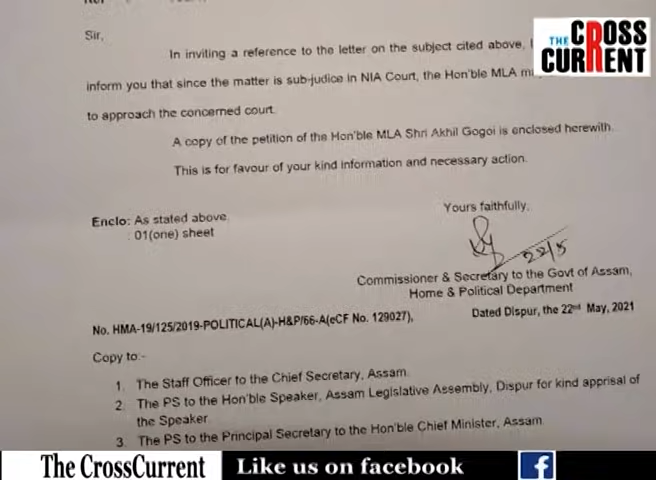 Sir,
THE CROSS
CURRENT
In inviting a reference to the letter on the subject cited above,
inform you that since the matter is sub-judice in NIA Court, the Hon'ble MLA
to approach the concerned court.
A copy of the petition of the Hon'ble MLA Shri Akhil Gogoi is enclosed herewith.
This is for favour of your kind information and necessary action.
Yours faithfully,
Enclo: As stated above
: 01(one) sheet
22/5
Commissioner & Secretary to the Govt of Assam,
Home & Political Department
No. HMA-19/125/2019-POLITICAL(A)-H&P/66-A(eCF No. 129027),
Dated Dispur, the 22nd May, 2021
Copy to:-
1. The Staff Officer to the Chief Secretary, Assam.
2. The PS to the Hon'ble Speaker, Assam Legislative Assembly, Dispur for kind apprisal of
the Speaker.
3. The PS to the Principal Secretary to the Hon'ble Chief Minister, Assam.
The CrossCurrent Like us on facebook f